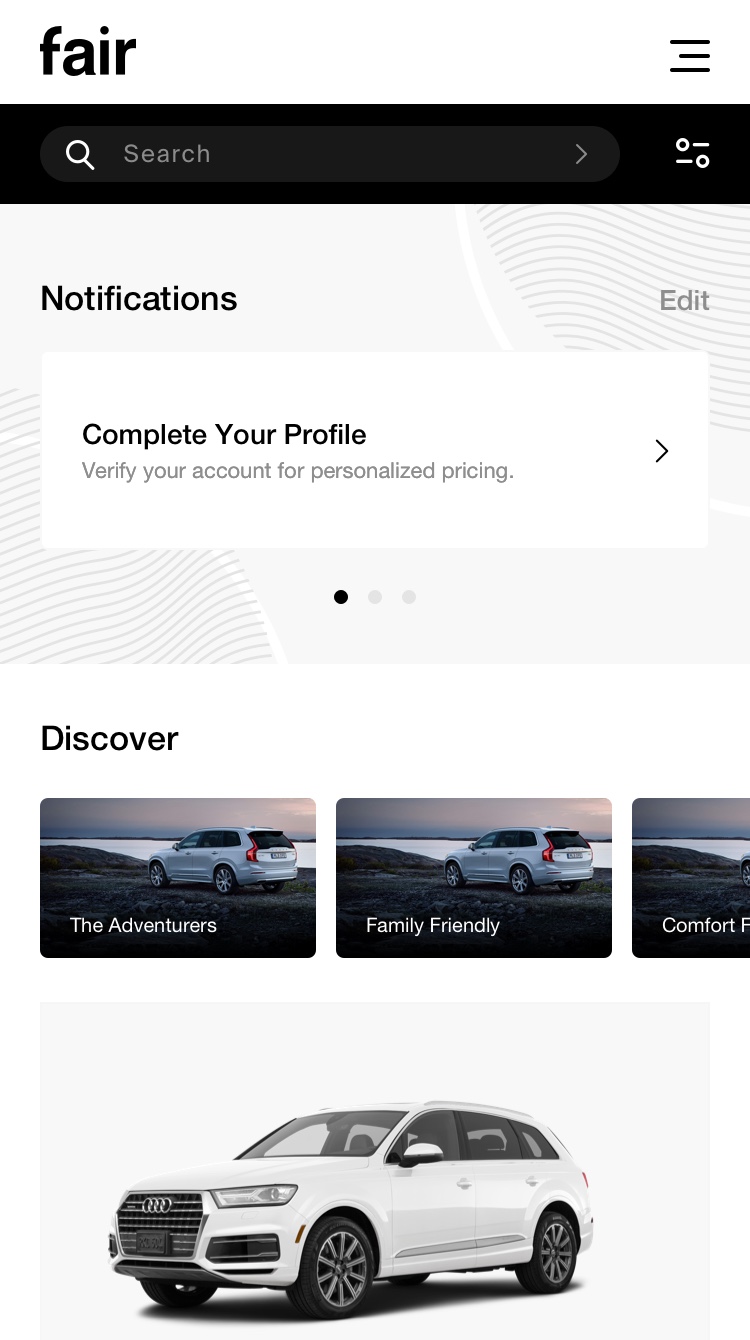 fair
Search
Notifications
Edit
Complete Your Profile
Verify your account for personalized pricing.
Discover
The Adventurers
Family Friendly
Comfort F